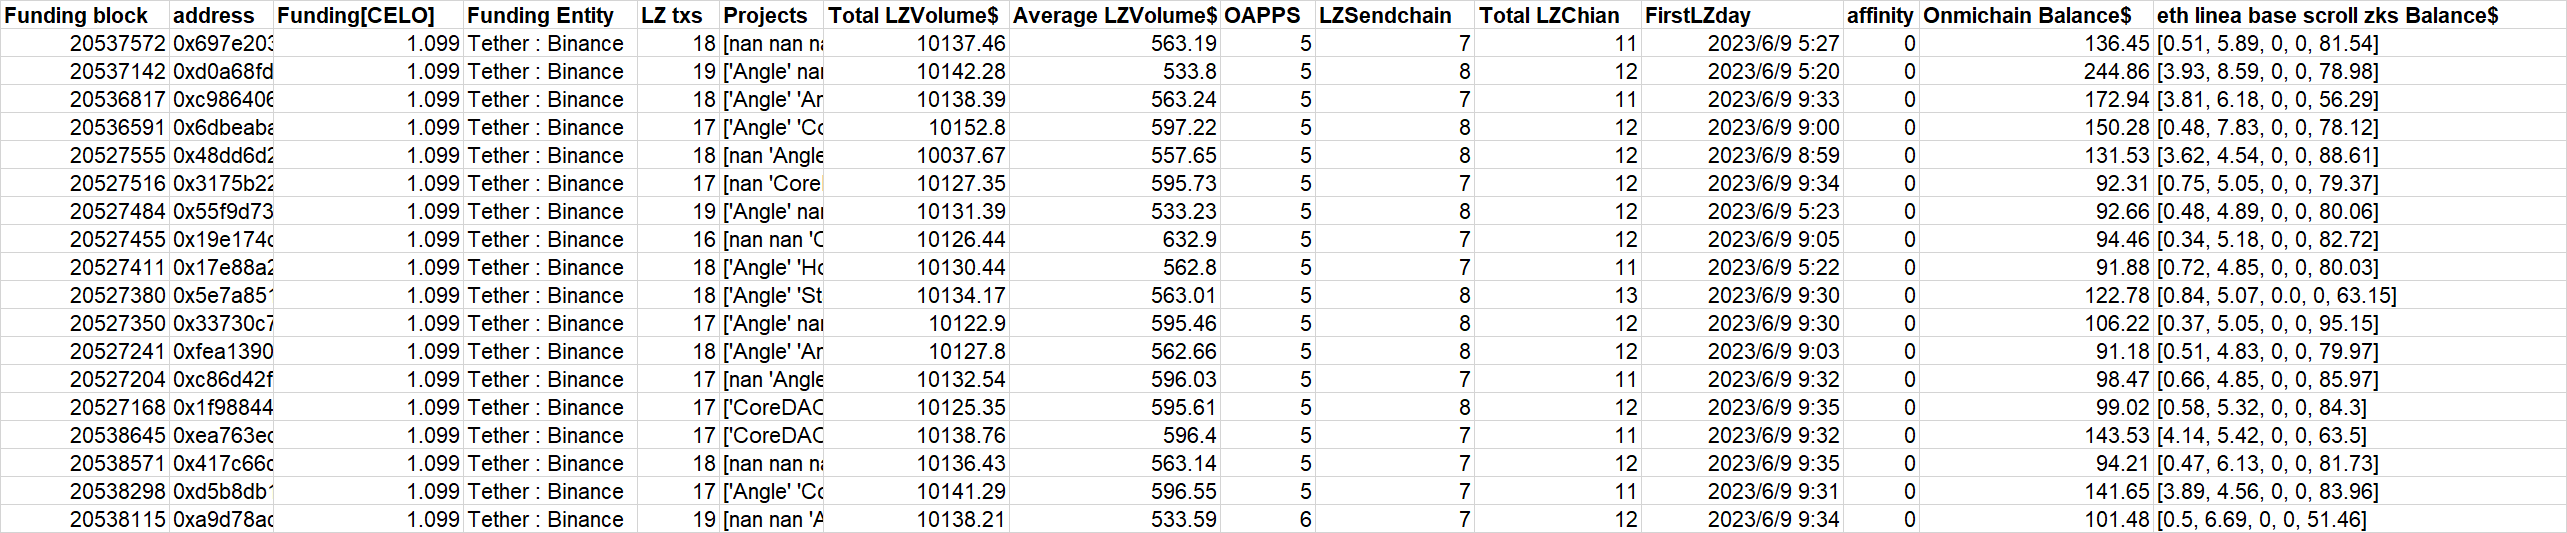 Funding block address Funding[CELO] Funding Entity LZ txs Projects Total LZVolume$ Average LZVolume$ OAPPS LZSendchain Total LZChian FirstLZday affinity Onmichain Balance$ eth linea base scroll zks Balance$
20537572 0x697e203 1.099 Tether : Binance 18 [nan nan na 10137.46 563.19 5 7 11 2023/6/9 5:27 0 136.45 [0.51, 5.89, 0, 0, 81.54]
20537142 0xd0a68fd 1.099 Tether : Binance 19 ['Angle' nan 10142.28 533.8 5 8 12 2023/6/9 5:20 0 244.86 [3.93, 8.59, 0, 0, 78.98]
20536817 0xc986406 1.099 Tether : Binance 18 ['Angle' 'An 10138.39 563.24 5 7 11 2023/6/9 9:33 0 172.94 [3.81, 6.18, 0, 0, 56.29]
20536591 0x6dbeaba 1.099 Tether : Binance 17 ['Angle' 'Co 10152.8 597.22 5 8 12 2023/6/9 9:00 0 150.28 [0.48, 7.83, 0, 0, 78.12]
20527555 0x48dd6d2 1.099 Tether : Binance 18 [nan 'Angle 10037.67 557.65 5 8 12 2023/6/9 8:59 0 131.53 [3.62, 4.54, 0, 0, 88.61]
20527516 0x3175b22 1.099 Tether : Binance 17 [nan 'Core 10127.35 595.73 5 7 12 2023/6/9 9:34 0 92.31 [0.75, 5.05, 0, 0, 79.37]
20527484 0x55f9d73 1.099 Tether : Binance 19 ['Angle' nan 10131.39 533.23 5 8 12 2023/6/9 5:23 0 92.66 [0.48, 4.89, 0, 0, 80.06]
20527455 0x19e174c 1.099 Tether : Binance 16 [nan nan 'C 10126.44 632.9 5 7 12 2023/6/9 9:05 0 94.46 [0.34, 5.18, 0, 0, 82.72]
20527411 0x17e88a2 1.099 Tether : Binance 18 ['Angle' 'Ho 10130.44 562.8 5 7 11 2023/6/9 5:22 0 91.88 [0.72, 4.85, 0, 0, 80.03]
20527380 0x5e7a851 1.099 Tether : Binance 18 ['Angle' 'St 10134.17 563.01 5 8 13 2023/6/9 9:30 0 122.78 [0.84, 5.07, 0.0, 0, 63.15]
20527350 0x33730c7 1.099 Tether : Binance 17 ['Angle' nan 10122.9 595.46 5 8 12 2023/6/9 9:30 0 106.22 [0.37, 5.05, 0, 0, 95.15]
20527241 0xfea1390 1.099 Tether : Binance 18 ['Angle' 'An 10127.8 562.66 5 8 12 2023/6/9 9:03 0 91.18 [0.51, 4.83, 0, 0, 79.97]
20527204 0xc86d42f 1.099 Tether : Binance 17 [nan 'Angle 10132.54 596.03 5 7 11 2023/6/9 9:32 0 98.47 [0.66, 4.85, 0, 0, 85.97]
20527168 0x1f98844 1.099 Tether : Binance 17 ['CoreDAO 10125.35 595.61 5 8 12 2023/6/9 9:35 0 99.02 [0.58, 5.32, 0, 0, 84.3]
20538645 0xea763ec 1.099 Tether : Binance 17 ['CoreDAO 10138.76 596.4 5 7 11 2023/6/9 9:32 0 143.53 [4.14, 5.42, 0, 0, 63.5]
20538571 0x417c66c 1.099 Tether : Binance 18 [nan nan na 10136.43 563.14 5 7 12 2023/6/9 9:35 0 94.21 [0.47, 6.13, 0, 0, 81.73]
20538298 0xd5b8db1 1.099 Tether : Binance 17 ['Angle' 'Co 10141.29 596.55 5 7 11 2023/6/9 9:31 0 141.65 [3.89, 4.56, 0, 0, 83.96]
20538115 0xa9d78ac 1.099 Tether : Binance 19 [nan nan 'A 10138.21 533.59 6 7 12 2023/6/9 9:34 0 101.48 [0.5, 6.69, 0, 0, 51.46]